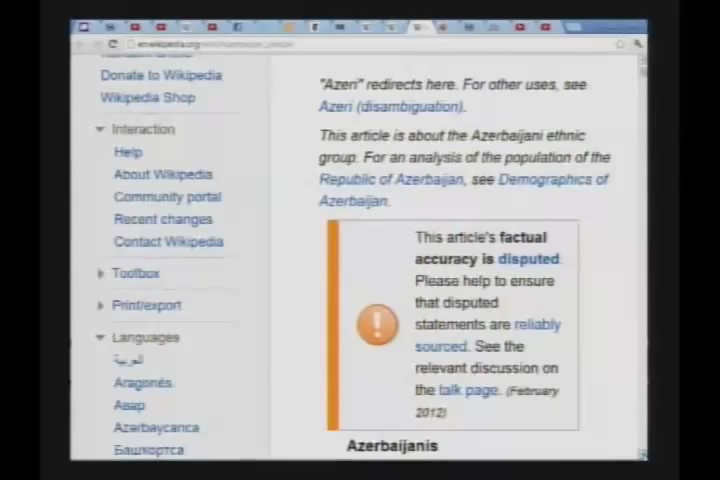 Donate to Wikipedia
Wikipedia Shop
Interaction
Help
About Wikipedia
Community portal
Recent changes
Contact Wikipedia
Toolbox
Print/export
Languages
العربية
Aragonés
Авар
Azərbaycanca
Башҡортса
"Azeri" redirects here. For other uses, see
Azeri (disambiguation).
This article is about the Azerbaijani ethnic
group. For an analysis of the population of the
Republic of Azerbaijan, see Demographics of
Azerbaijan.
This article's factual
accuracy is disputed.
Please help to ensure
that disputed
statements are reliably
sourced. See the
relevant discussion on
the talk page. (February
2012)
Azerbaijanis